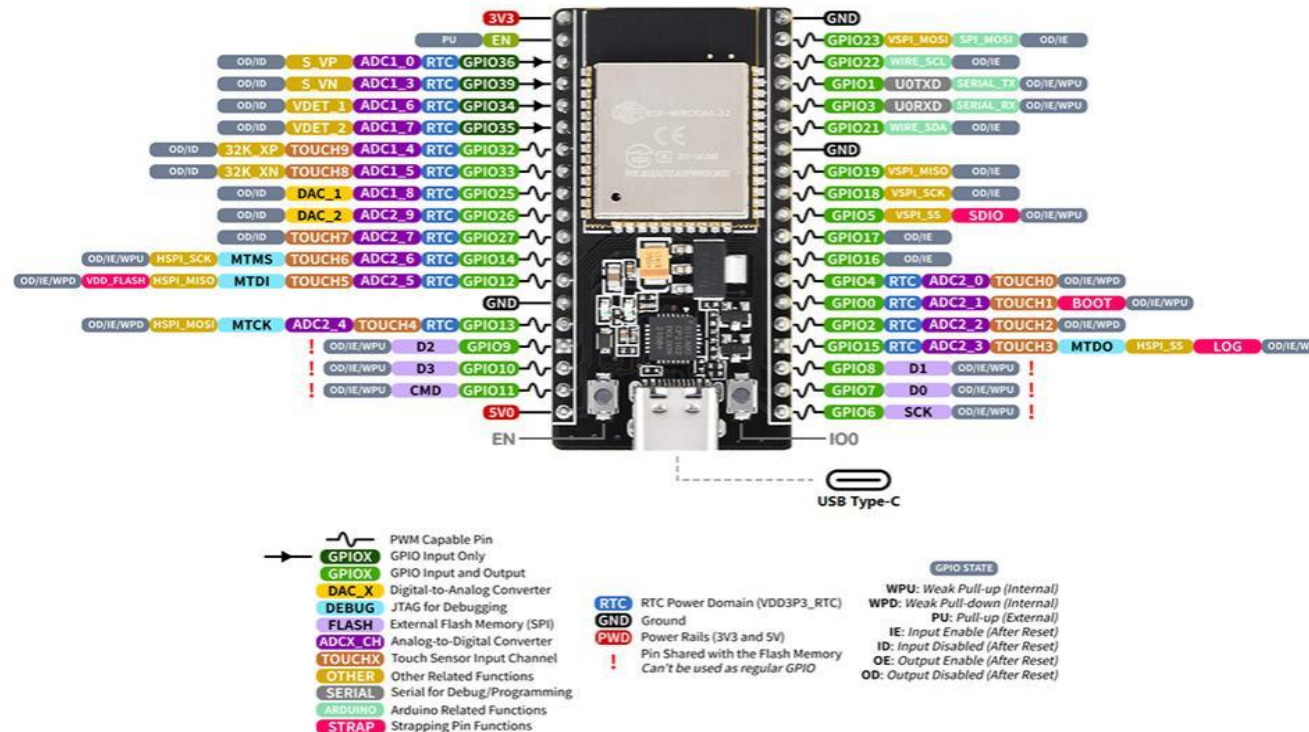 3V3 GND
PU EN GPIO23 VSPI_MOSI SPI_MOSI OD/IE
OD/ID S_VP ADC1_0 RTC GPIO36 GPIO22 WIRE_SCL OD/IE
OD/ID S_VN ADC1_3 RTC GPIO39 GPIO1 U0TXD SERIAL_TX OD/IE/WPU
OD/ID VDET_1 ADC1_6 RTC GPIO34 GPIO3 U0RXD SERIAL_RX OD/IE/WPU
OD/ID VDET_2 ADC1_7 RTC GPIO35 GPIO21 WIRE_SDA OD/IE
OD/ID 32K_XP TOUCH9 ADC1_4 RTC GPIO32 GND
OD/ID 32K_XN TOUCH8 ADC1_5 RTC GPIO33 GPIO19 VSPI_MISO OD/IE
OD/ID DAC_1 ADC1_8 RTC GPIO25 GPIO18 VSPI_SCK OD/IE
OD/ID DAC_2 ADC2_9 RTC GPIO26 GPIO5 VSPI_SS SDIO OD/IE/WPU
OD/ID TOUCH7 ADC2_7 RTC GPIO27 GPIO17 OD/IE
OD/IE/WPU HSPI_SCK MTMS TOUCH6 ADC2_6 RTC GPIO14 GPIO16 OD/IE
OD/IE/WPD VDD_FLASH HSPI_MISO MTDI TOUCH5 ADC2_5 RTC GPIO12 GPIO4 RTC ADC2_0 TOUCH0 OD/IE/WPD
GND GPIO0 RTC ADC2_1 TOUCH1 BOOT OD/IE/WPU
OD/IE/WPD HSPI_MOSI MTCK ADC2_4 TOUCH4 RTC GPIO13 GPIO2 RTC ADC2_2 TOUCH2 OD/IE/WPD
! OD/IE/WPU D2 GPIO9 GPIO15 RTC ADC2_3 TOUCH3 MTDO HSPI_SS LOG OD/IE/W
! OD/IE/WPU D3 GPIO10 GPIO8 D1 OD/IE/WPU !
! OD/IE/WPU CMD GPIO11 GPIO7 D0 OD/IE/WPU !
5V0 GPIO6 SCK OD/IE/WPU !
EN IO0
USB Type-C
PWM Capable Pin
GPIOX GPIO Input Only
GPIOX GPIO Input and Output
DAC_X Digital-to-Analog Converter
DEBUG JTAG for Debugging
FLASH External Flash Memory (SPI)
ADCX_CH Analog-to-Digital Converter
TOUCHX Touch Sensor Input Channel
OTHER Other Related Functions
SERIAL Serial for Debug/Programming
ARDUINO Arduino Related Functions
STRAP Strapping Pin Functions
RTC RTC Power Domain (VDD3P3_RTC)
GND Ground
PWD Power Rails (3V3 and 5V)
! Pin Shared with the Flash Memory
Can't be used as regular GPIO
GPIO STATE
WPU: Weak Pull-up (Internal)
WPD: Weak Pull-down (Internal)
PU: Pull-up (External)
IE: Input Enable (After Reset)
ID: Input Disabled (After Reset)
OE: Output Enable (After Reset)
OD: Output Disabled (After Reset)